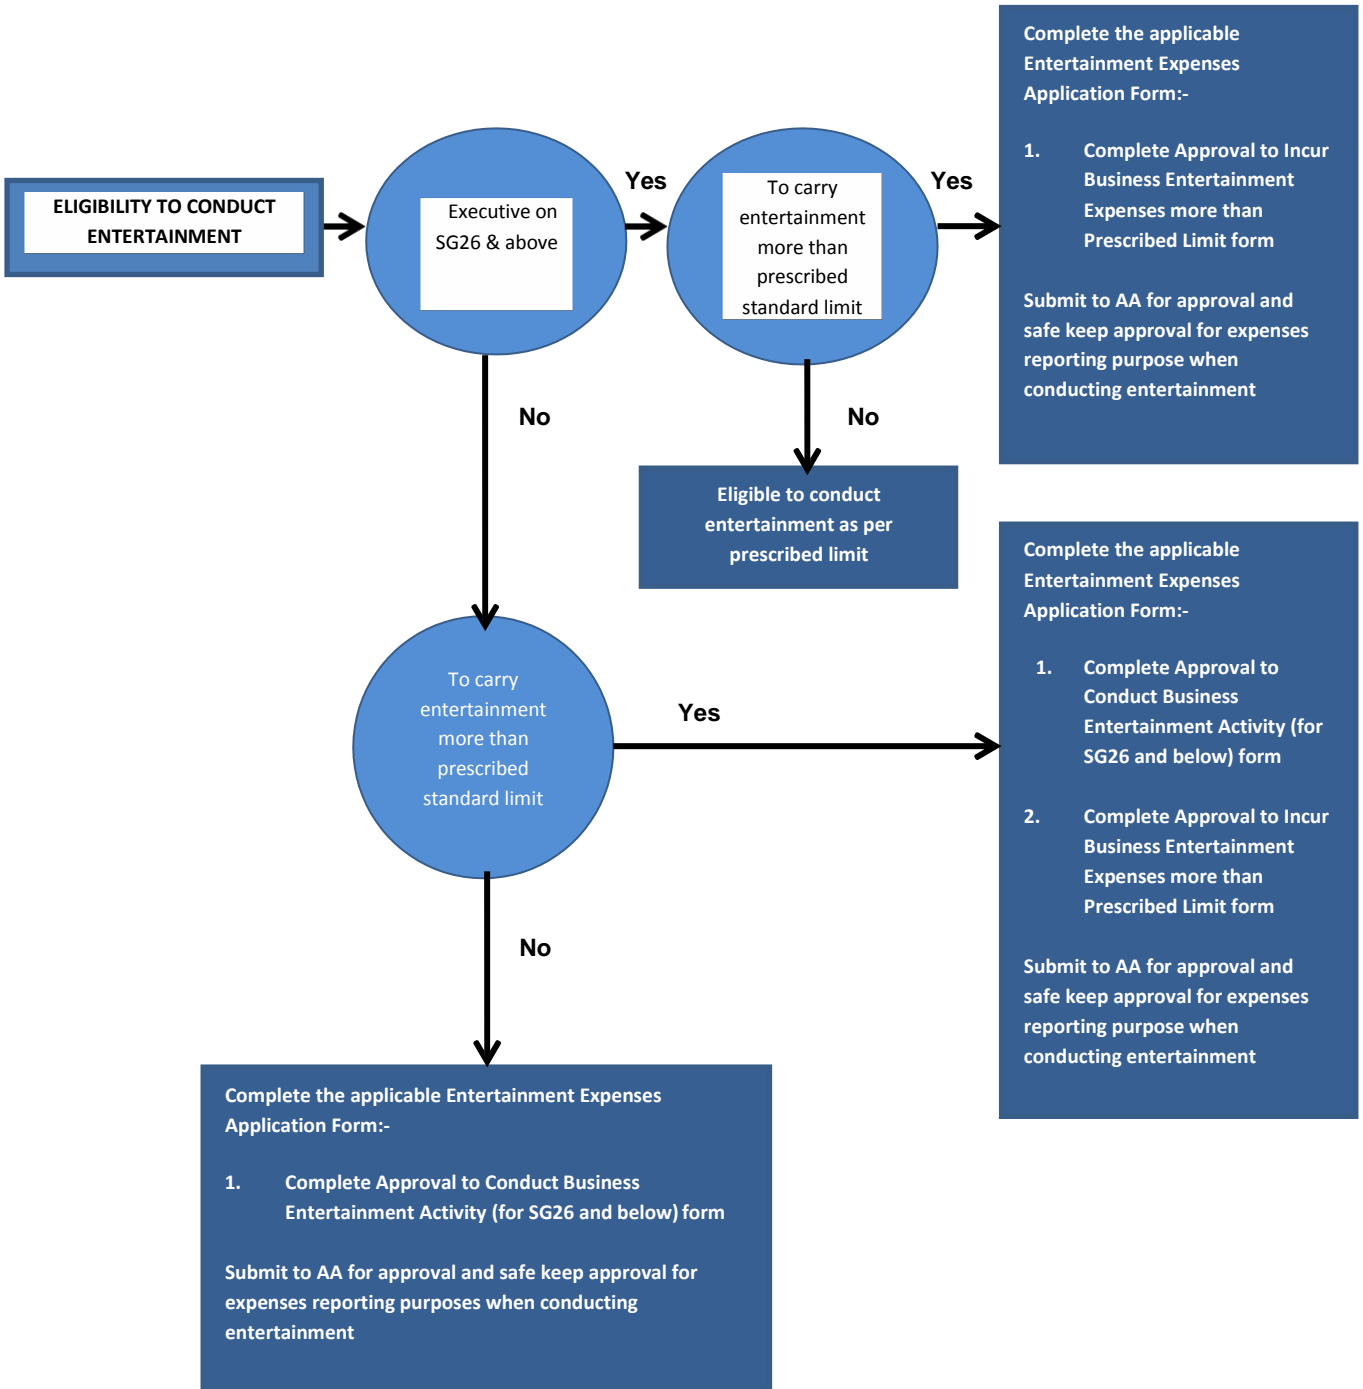 ELIGIBILITY TO CONDUCT
ENTERTAINMENT
Executive on
SG26 & above
Yes
To carry
entertainment
more than
prescribed
standard limit
Yes
Complete the applicable
Entertainment Expenses
Application Form:-
1. Complete Approval to Incur
Business Entertainment
Expenses more than
Prescribed Limit form
Submit to AA for approval and
safe keep approval for expenses
reporting purpose when
conducting entertainment
No
No
Eligible to conduct
entertainment as per
prescribed limit
To carry
entertainment
more than
prescribed
standard limit
Yes
Complete the applicable
Entertainment Expenses
Application Form:-
1. Complete Approval to
Conduct Business
Entertainment Activity (for
SG26 and below) form
2. Complete Approval to Incur
Business Entertainment
Expenses more than
Prescribed Limit form
Submit to AA for approval and
safe keep approval for expenses
reporting purpose when
conducting entertainment
No
Complete the applicable Entertainment Expenses
Application Form:-
1. Complete Approval to Conduct Business
Entertainment Activity (for SG26 and below) form
Submit to AA for approval and safe keep approval for
expenses reporting purposes when conducting
entertainment